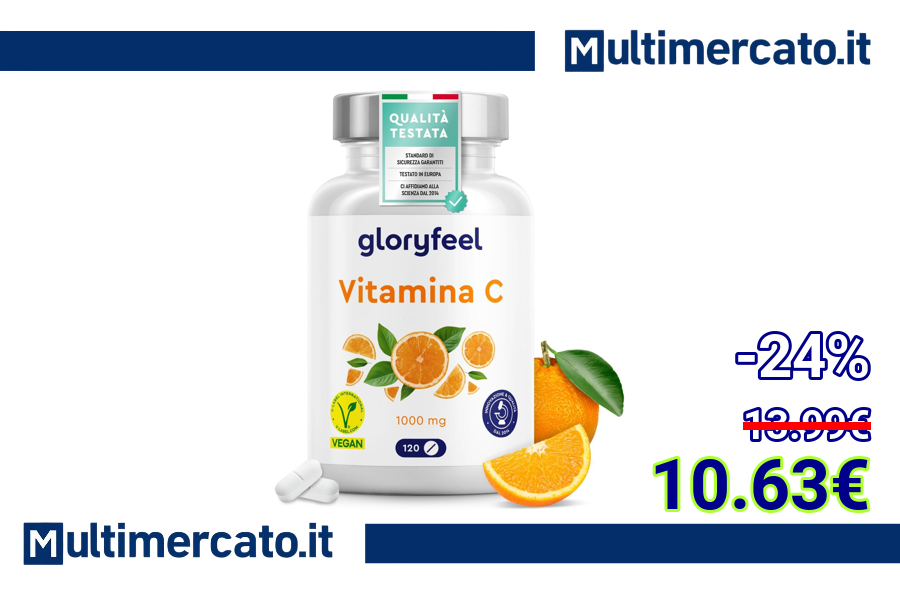 Multimercato.it
QUALITÀ
TESTATA
STANDARD DI
SICUREZZA GARANTITI
TESTATO IN EUROPA
CI AFFIDIAMO ALLA
SCIENZA DAL 2014
gloryfeel
Vitamina C
1000 mg
VEGAN
120
-24%
13.99€
10.63€
Multimercato.it